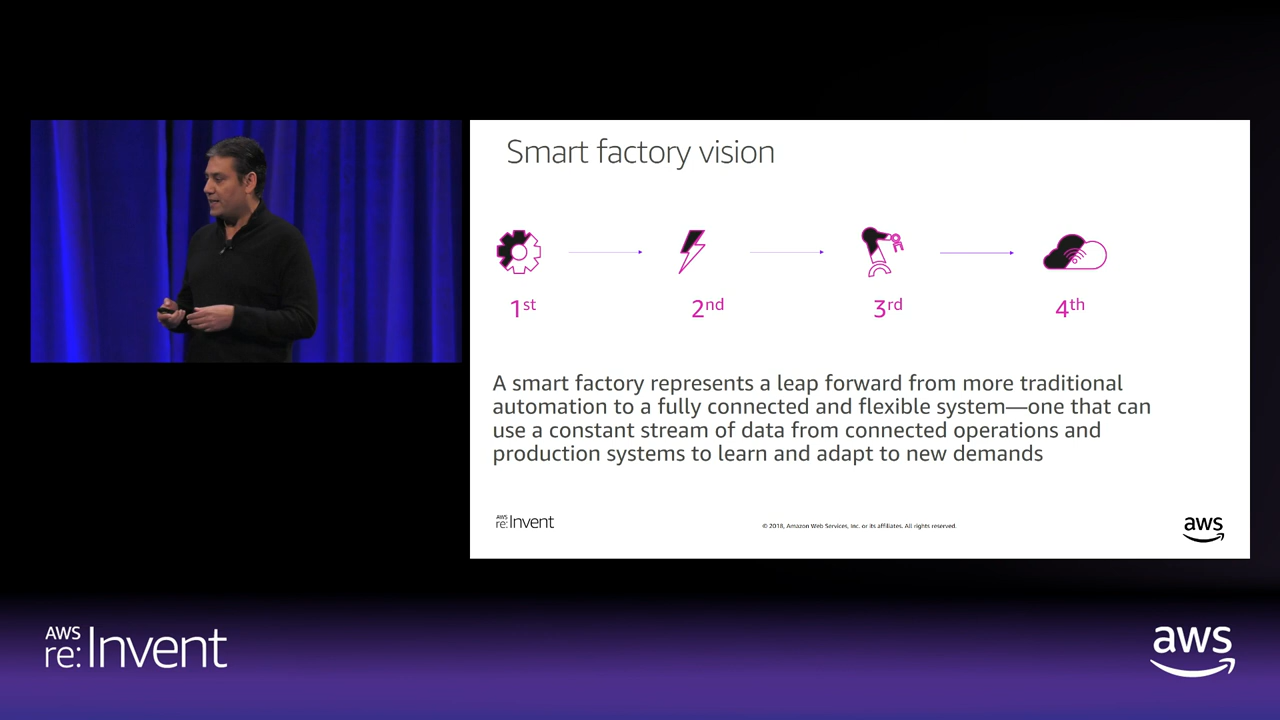 Smart factory vision
1st
2nd
3rd
4th
A smart factory represents a leap forward from more traditional
automation to a fully connected and flexible system—one that can
use a constant stream of data from connected operations and
production systems to learn and adapt to new demands
AWS
re:Invent
© 2018, Amazon Web Services, Inc. or its affiliates. All rights reserved.
aws
AWS
re:Invent
aws